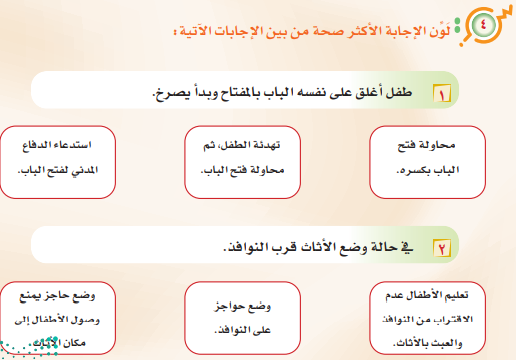 ٤
لَوِّن الإجابة الأكثر صحة من بين الإجابات الآتية:
١
طفل أغلق على نفسه الباب بالمفتاح وبدأ يصرخ.
محاولة فتح
الباب بكسره.
تهدئة الطفل، ثم
محاولة فتح الباب.
استدعاء الدفاع
المدني لفتح الباب.
٢
في حالة وضع الأثاث قرب النوافذ.
تعليم الأطفال عدم
الاقتراب من النوافذ
والعبث بالأثاث.
وضع حواجز
على النوافذ.
وضع حاجز يمنع
وصول الأطفال إلى
مكان الأثاث.